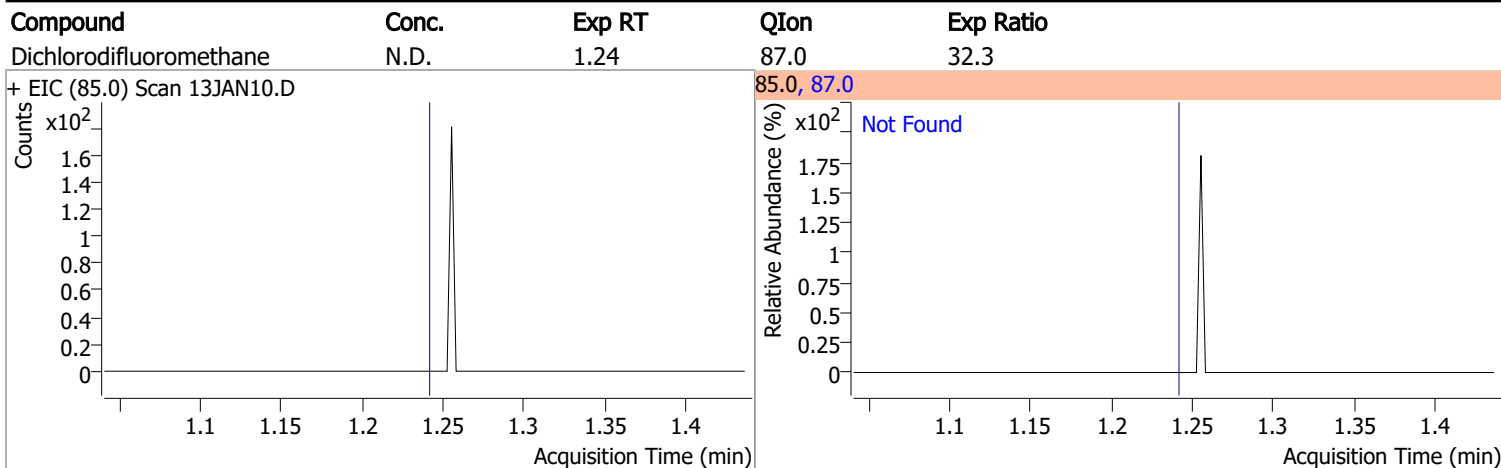 Compound Conc. Exp RT QIon Exp Ratio
Dichlorodifluoromethane N.D. 1.24 87.0 32.3
+ EIC (85.0) Scan 13JAN10.D
Counts
x10²
1.6
1.4
1.2
1
0.8
0.6
0.4
0.2
0
1.1 1.15 1.2 1.25 1.3 1.35 1.4
Acquisition Time (min)
85.0, 87.0
Relative Abundance (%)
x10²
Not Found
1.75
1.5
1.25
1
0.75
0.5
0.25
0
1.1 1.15 1.2 1.25 1.3 1.35 1.4
Acquisition Time (min)